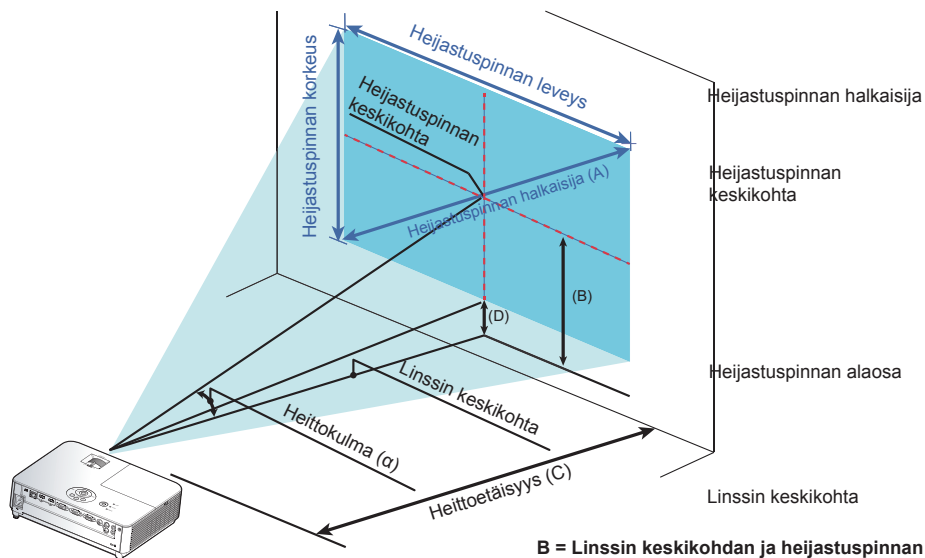 Heijastuspinnan leveys
Heijastuspinnan korkeus
Heijastuspinnan
keskikohta
Heijastuspinnan halkaisija (A)
(B)
(D)
Linssin keskikohta
Heittokulma (α)
Heittoetäisyys (C)
Heijastuspinnan halkaisija
Heijastuspinnan
keskikohta
Heijastuspinnan alaosa
Linssin keskikohta
B = Linssin keskikohdan ja heijastuspinnan